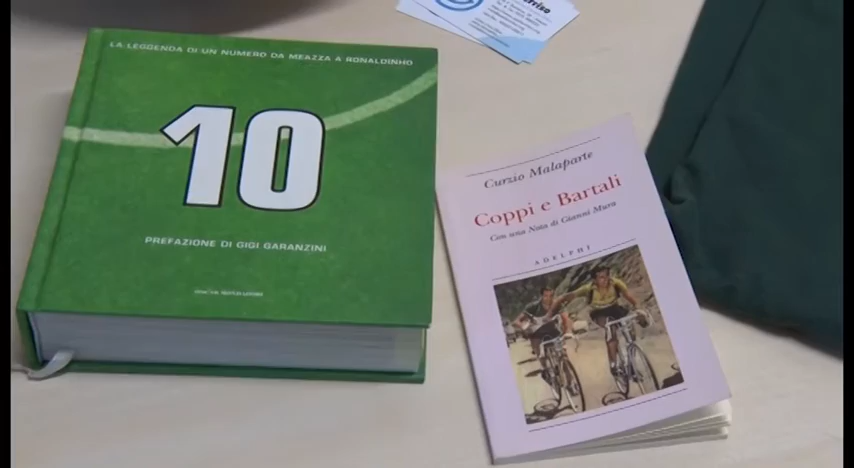 LA LEGGENDA DI UN NUMERO DA MEAZZA A RONALDINHO
10
PREFAZIONE DI GIGI GARANZINI
Curzio Malaparte
Coppi e Bartali
Con una Nota di Gianni Mura
ADELPHI